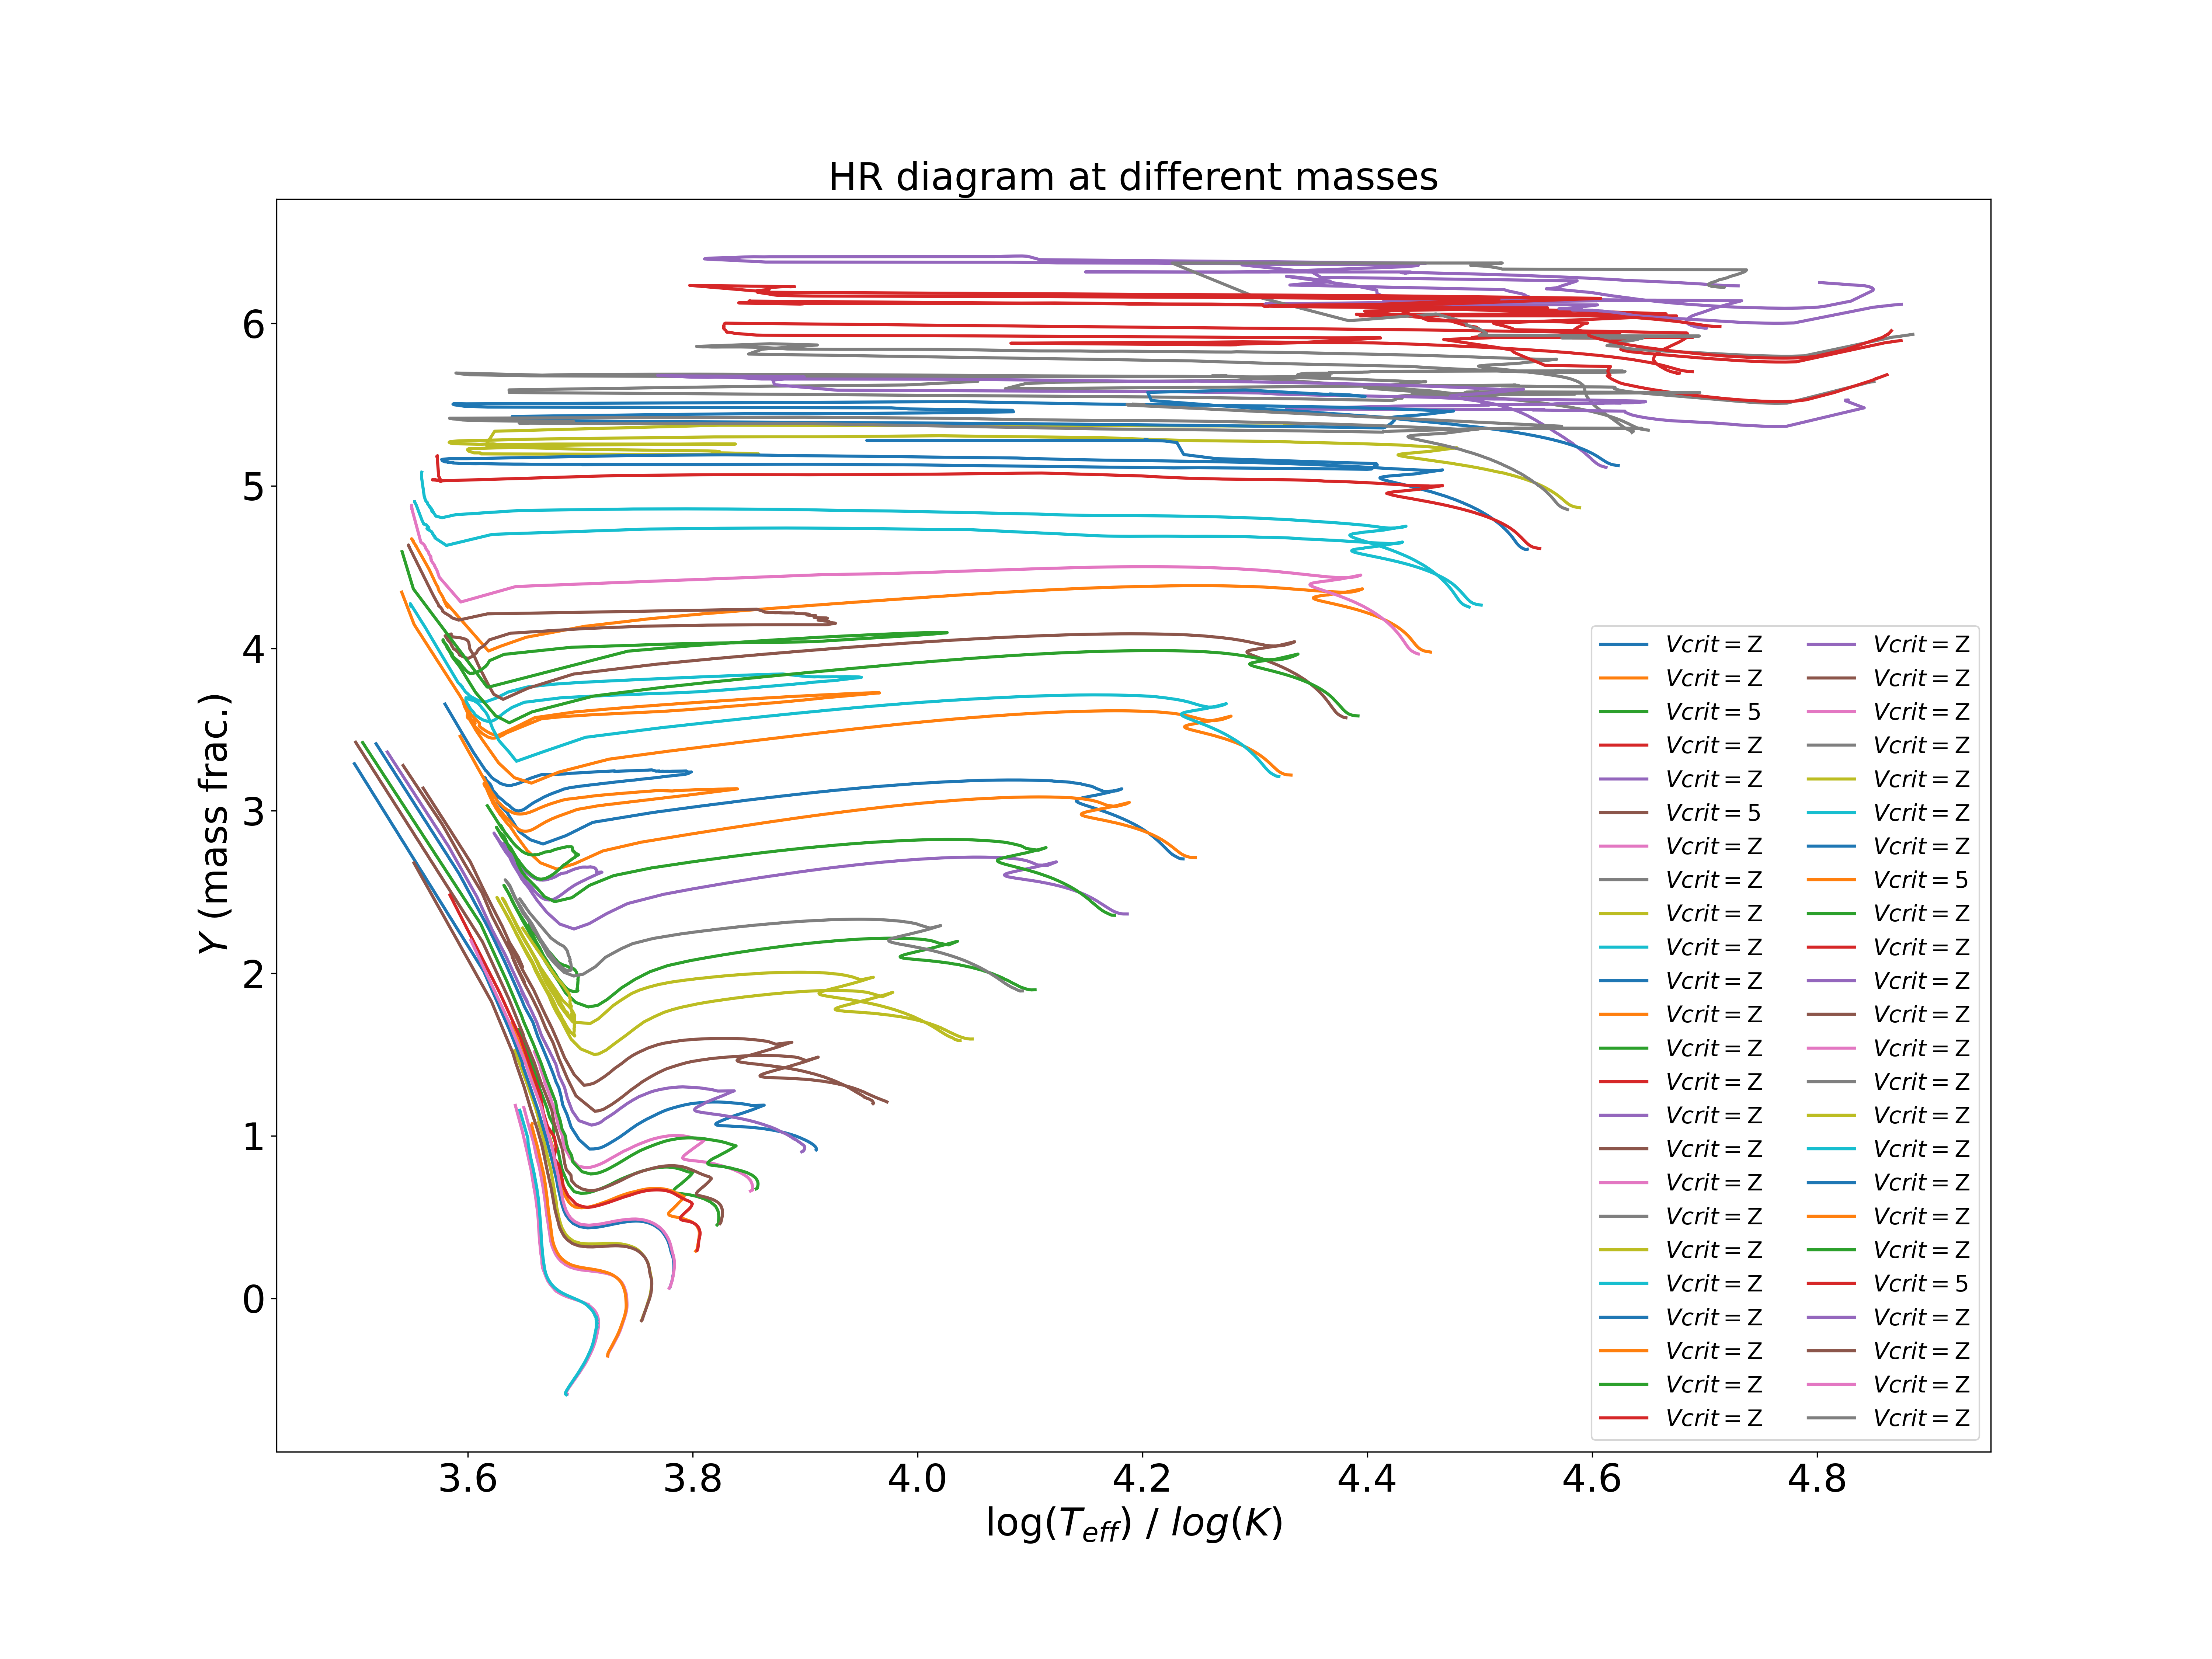 HR diagram at different masses
Y (mass frac.)
6
5
4
3
2
1
0
3.6 3.8 4.0 4.2 4.4 4.6 4.8
log(T_eff) / log(K)
Vcrit = Z Vcrit = Z
Vcrit = Z Vcrit = Z
Vcrit = 5 Vcrit = Z
Vcrit = Z Vcrit = Z
Vcrit = Z Vcrit = Z
Vcrit = 5 Vcrit = Z
Vcrit = Z Vcrit = Z
Vcrit = Z Vcrit = 5
Vcrit = Z Vcrit = Z
Vcrit = Z Vcrit = Z
Vcrit = Z Vcrit = Z
Vcrit = Z Vcrit = Z
Vcrit = Z Vcrit = Z
Vcrit = Z Vcrit = Z
Vcrit = Z Vcrit = Z
Vcrit = Z Vcrit = Z
Vcrit = Z Vcrit = Z
Vcrit = Z Vcrit = Z
Vcrit = Z Vcrit = Z
Vcrit = Z Vcrit = 5
Vcrit = Z Vcrit = Z
Vcrit = Z Vcrit = Z
Vcrit = Z Vcrit = Z
Vcrit = Z Vcrit = Z